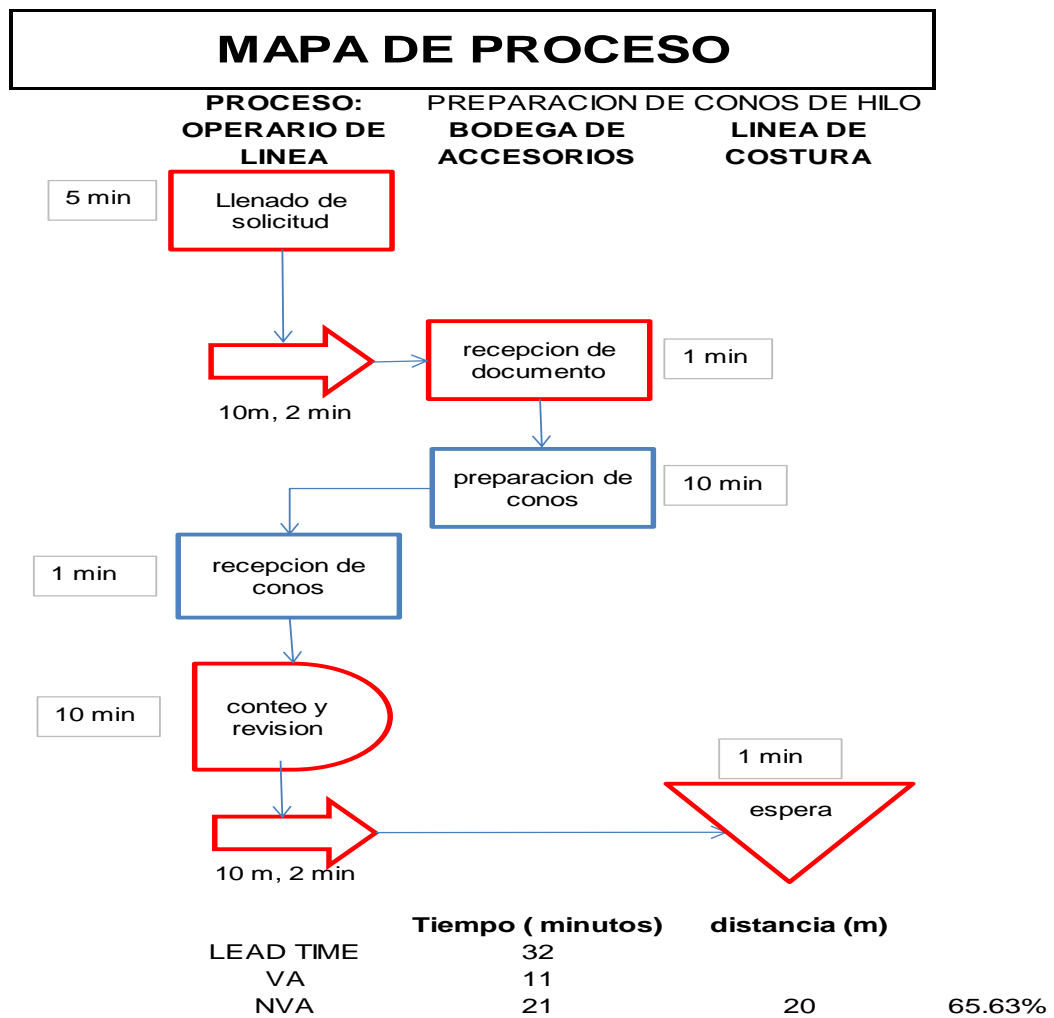 MAPA DE PROCESO
PROCESO: PREPARACION DE CONOS DE HILO
OPERARIO DE LINEA
BODEGA DE ACCESORIOS
LINEA DE COSTURA
5 min
Llenado de
solicitud
10m, 2 min
recepcion de
documento
1 min
preparacion de
conos
10 min
1 min
recepcion de
conos
10 min
conteo y
revision
10 m, 2 min
1 min
espera
Tiempo ( minutos) distancia (m)
LEAD TIME 32
VA 11
NVA 21 20 65.63%